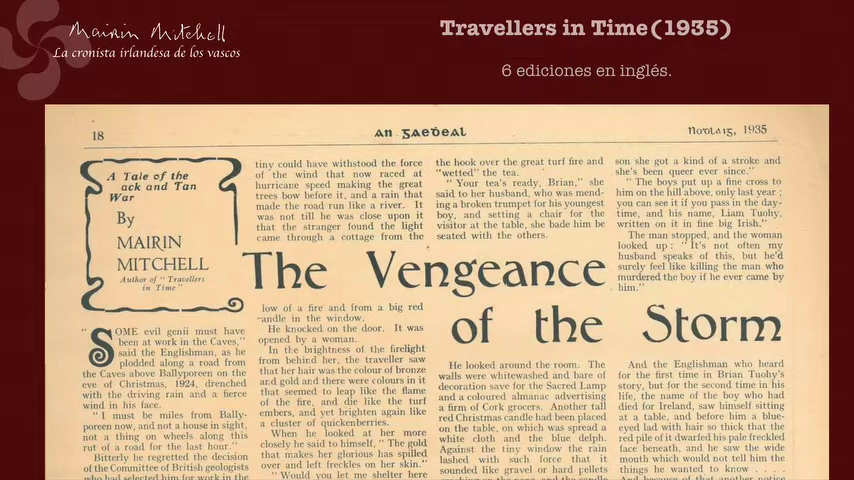 Mairin Mitchell
La cronista irlandesa de los vascos
Travellers in Time(1935)
6 ediciones en inglés.
18
an gaeḋeal
noḋlaig, 1935
A Tale of the
ack and Tan
War
By
MAIRIN
MITCHELL
Author of "Travellers
in Time"
The Vengeance
of the Storm
"SOME evil genii must have
been at work in the Caves,"
said the Englishman, as he
plodded along a road from
the Caves above Ballyporeen on the
eve of Christmas, 1924, drenched
with the driving rain and a fierce
wind in his face.
"I must be miles from Bally-
poreen now, and not a house in sight,
not a thing on wheels along this
rut of a road for the last hour."
Bitterly he regretted the decision
of the Committee of British geologists
who had selected him for work in the
tiny could have withstood the force
of the wind that now raced at
hurricane speed making the great
trees bow before it, and a rain that
made the road run like a river. It
was not till he was close upon it
that the stranger found the light
came through a cottage from the
low of a fire and from a big red
andle in the window.
He knocked on the door. It was
opened by a woman.
In the brightness of the firelight
from behind her, the traveller saw
that her hair was the colour of bronze
and gold and there were colours in it
that seemed to leap like the flame
of the fire, and die like the turf
embers, and yet brighten again like
a cluster of quickenberries.
When he looked at her more
closely he said to himself, "The gold
that makes her glorious has spilled
over and left freckles on her skin."
"Would you let me shelter here
the hook over the great turf fire and
"wetted" the tea.
"Your tea's ready, Brian," she
said to her husband, who was mend-
ing a broken trumpet for his youngest
boy, and setting a chair for the
visitor at the table, she bade him be
seated with the others.
He looked around the room. The
walls were whitewashed and bare of
decoration save for the Sacred Lamp
and a coloured almanac advertising
a firm of Cork grocers. Another tall
red Christmas candle had been placed
on the table, on which was spread a
white cloth and the blue delph.
Against the tiny window the rain
lashed with such force that it
sounded like gravel or hard pellets
son she got a kind of a stroke and
she's been queer ever since."
"The boys put up a fine cross to
him on the hill above, only last year;
you can see it if you pass in the day-
time, and his name, Liam Tuohy,
written on it in fine big Irish."
The man stopped, and the woman
looked up: "It's not often my
husband speaks of this, but he'd
surely feel like killing the man who
murdered the boy if he ever came by
him."
And the Englishman who heard
for the first time in Brian Tuohy's
story, but for the second time in his
life, the name of the boy who had
died for Ireland, saw himself sitting
at a table, and before him a blue-
eyed lad with hair so thick that the
red pile of it dwarfed his pale freckled
face beneath, and he saw the wide
mouth which would not tell him the
things he wanted to know . . . .